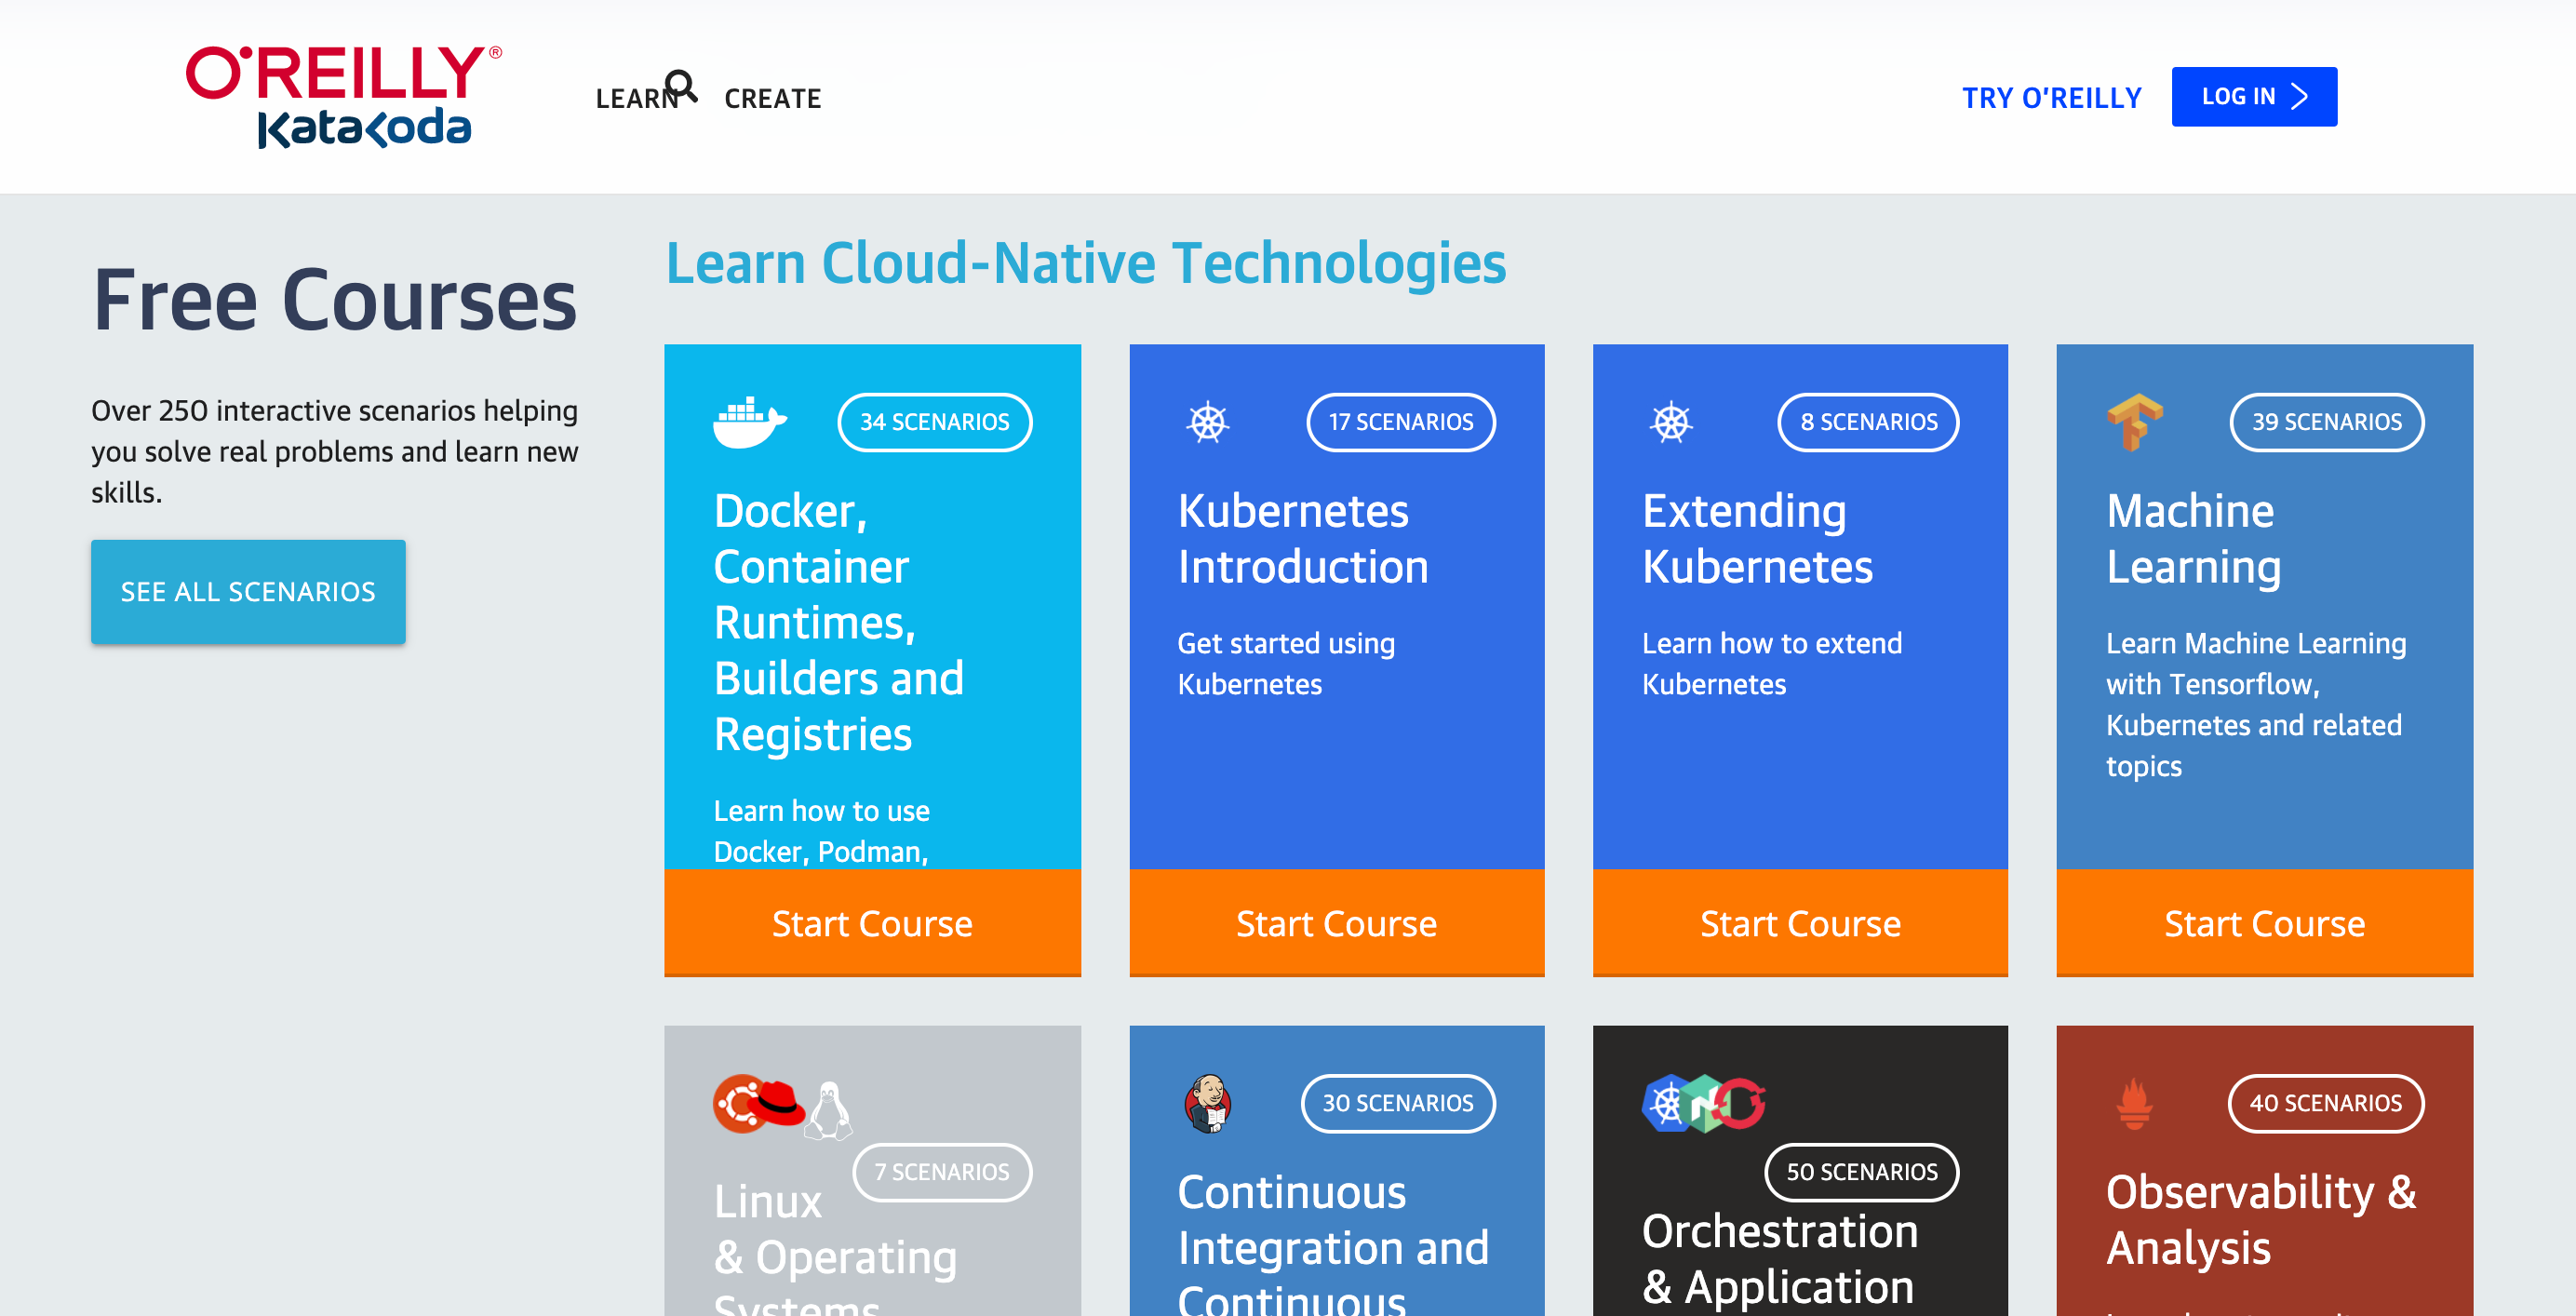 O'REILLY®
Katakoda
LEARN
CREATE
TRY O'REILLY
LOG IN
Free Courses
Over 250 interactive scenarios helping
you solve real problems and learn new
skills.
SEE ALL SCENARIOS
Learn Cloud-Native Technologies
34 SCENARIOS
Docker,
Container
Runtimes,
Builders and
Registries
Learn how to use
Docker, Podman,
Start Course
17 SCENARIOS
Kubernetes
Introduction
Get started using
Kubernetes
Start Course
8 SCENARIOS
Extending
Kubernetes
Learn how to extend
Kubernetes
Start Course
39 SCENARIOS
Machine
Learning
Learn Machine Learning
with Tensorflow,
Kubernetes and related
topics
Start Course
7 SCENARIOS
Linux
& Operating
Systems
30 SCENARIOS
Continuous
Integration and
Continuous
50 SCENARIOS
Orchestration
& Application
40 SCENARIOS
Observability &
Analysis